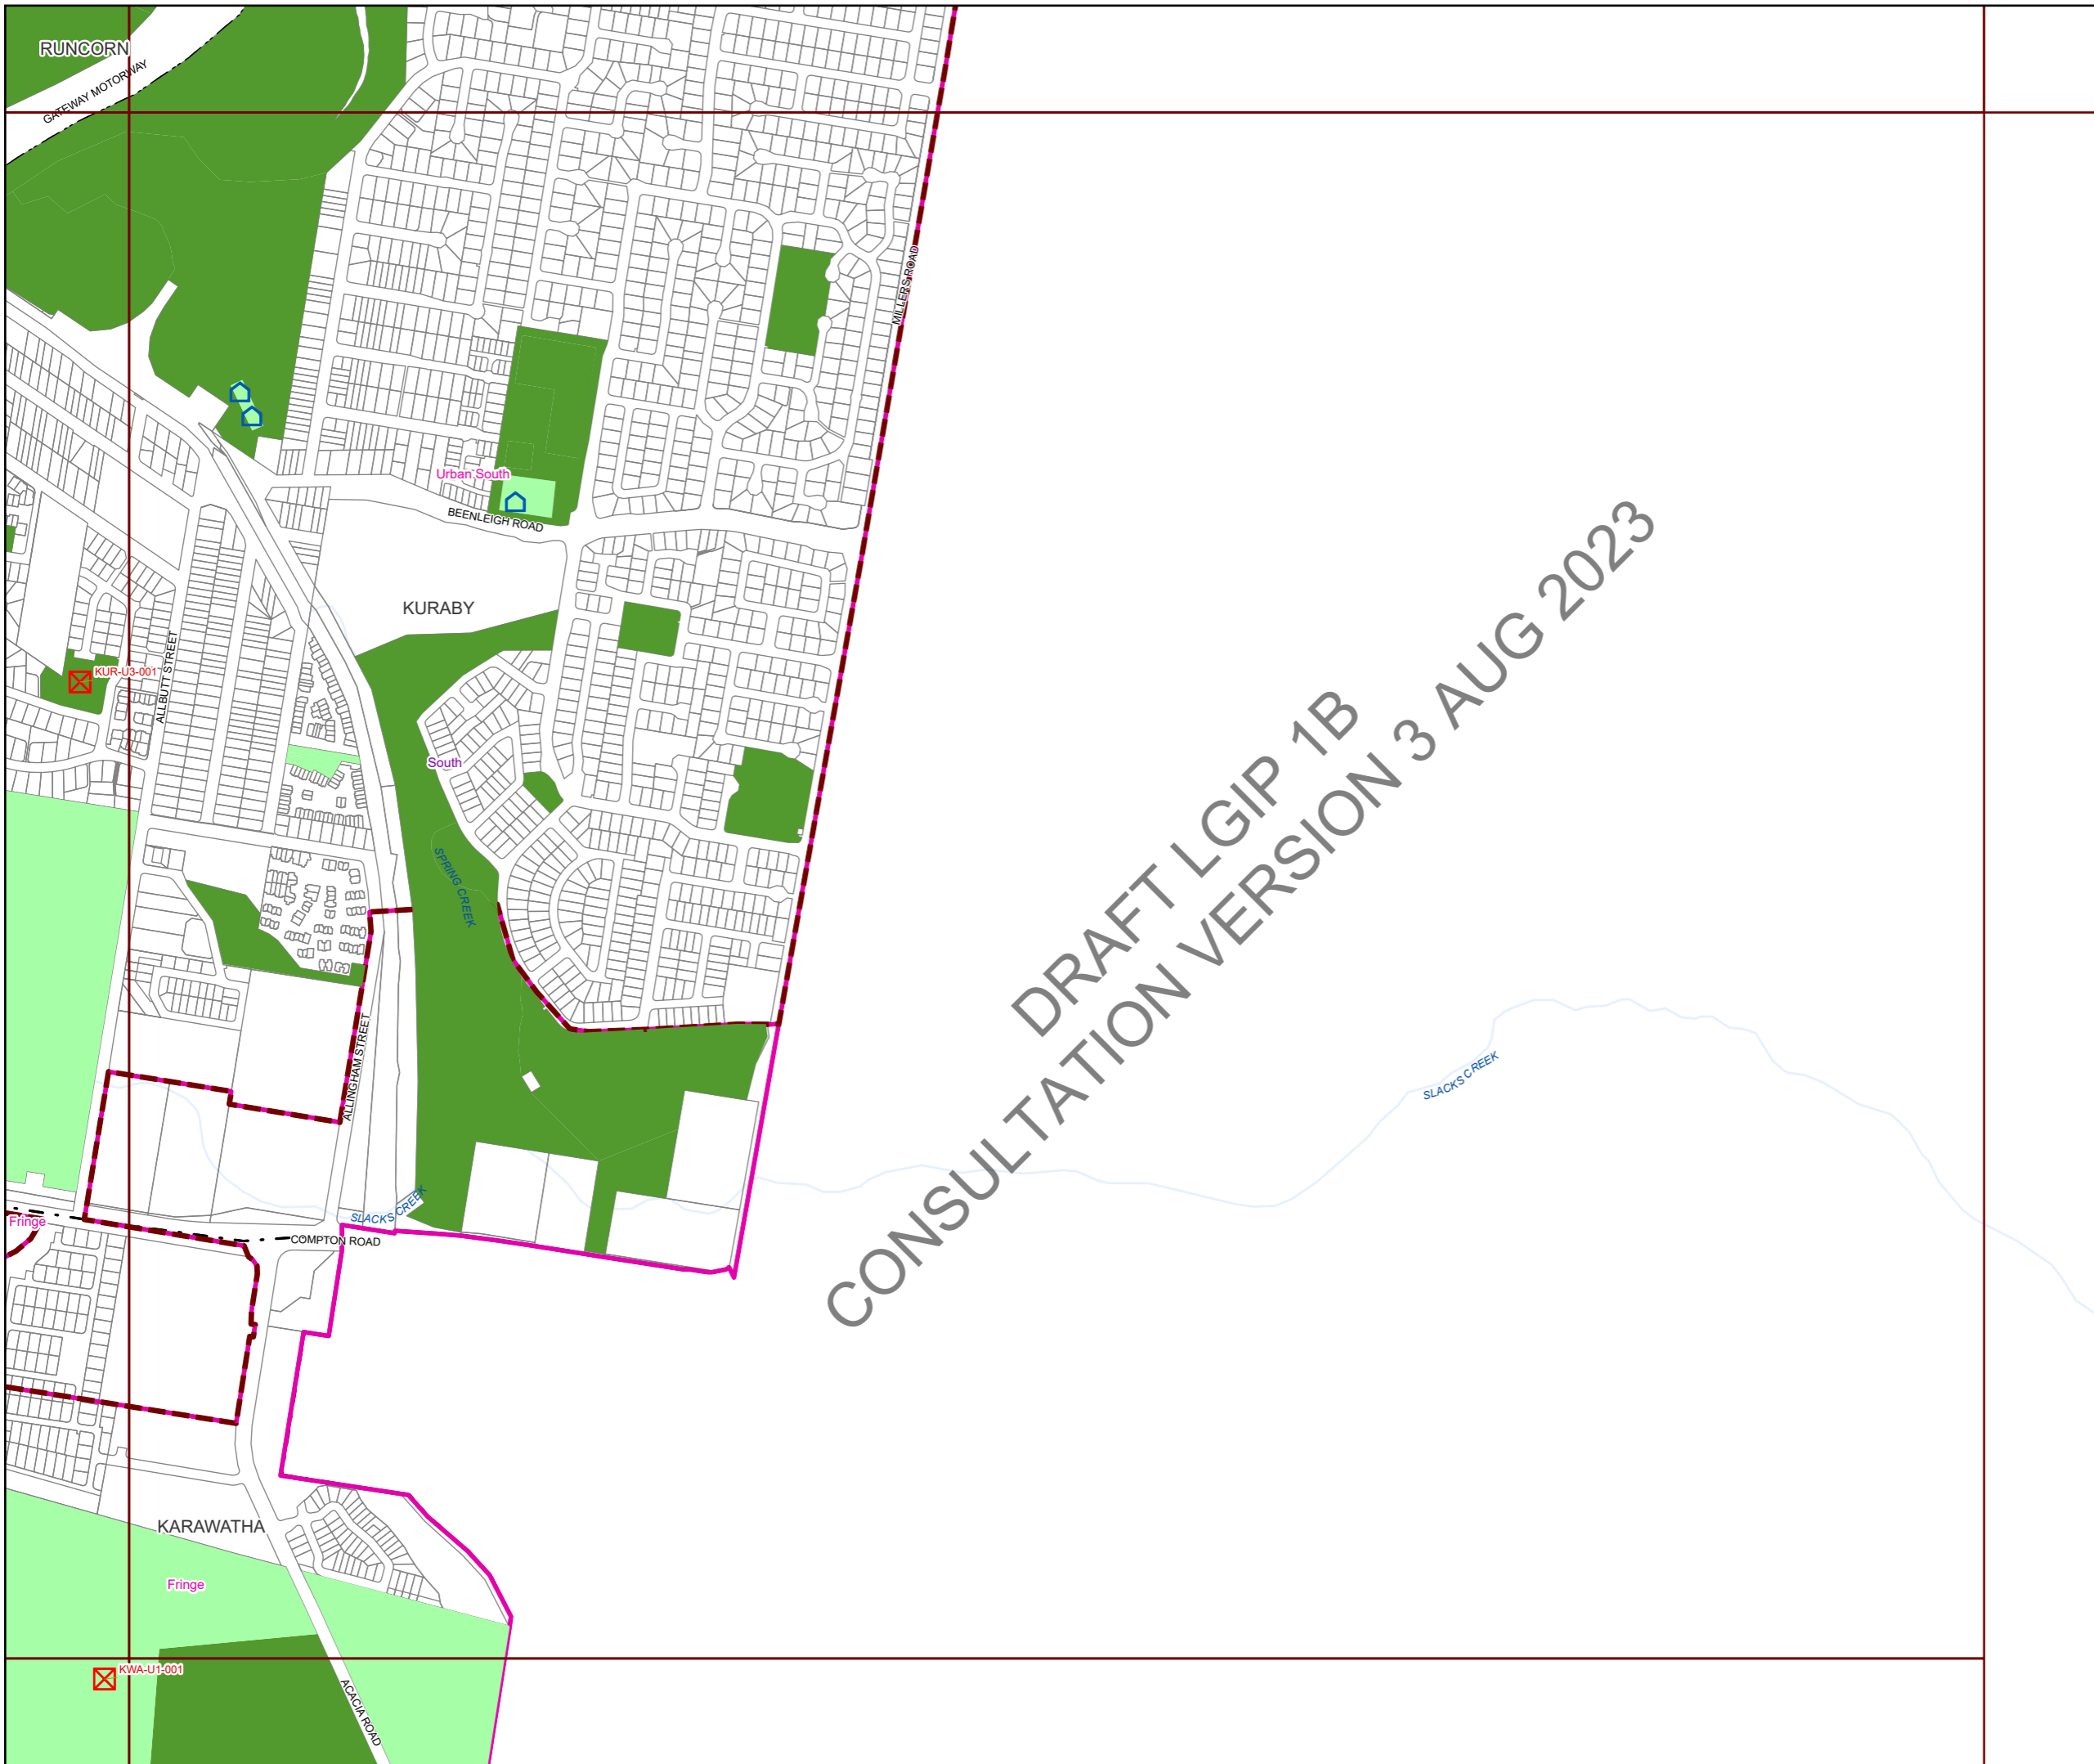 RUNCORN
GATEWAY MOTORWAY
MILLERS ROAD
Urban South
BEENLEIGH ROAD
KURABY
ALLBUTT STREET
KUR-U3-001
South
SPRING CREEK
DRAFT LGIP 1B
CONSULTATION VERSION 3 AUG 2023
ALLINGHAM STREET
SLACKS CREEK
SLACKS CREEK
Fringe
COMPTON ROAD
KARAWATHA
Fringe
KWA-U1-001
ACACIA ROAD